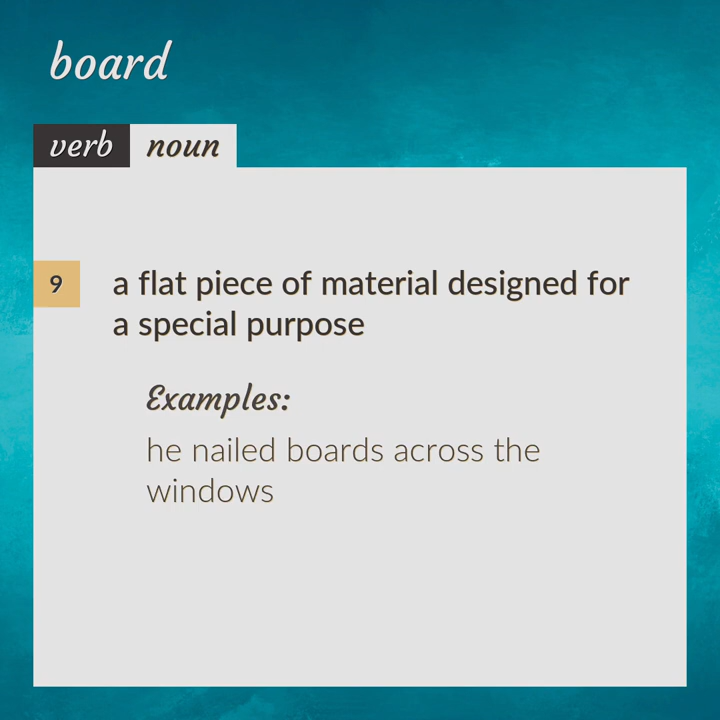 board
verb noun
9 a flat piece of material designed for
a special purpose
Examples:
he nailed boards across the
windows